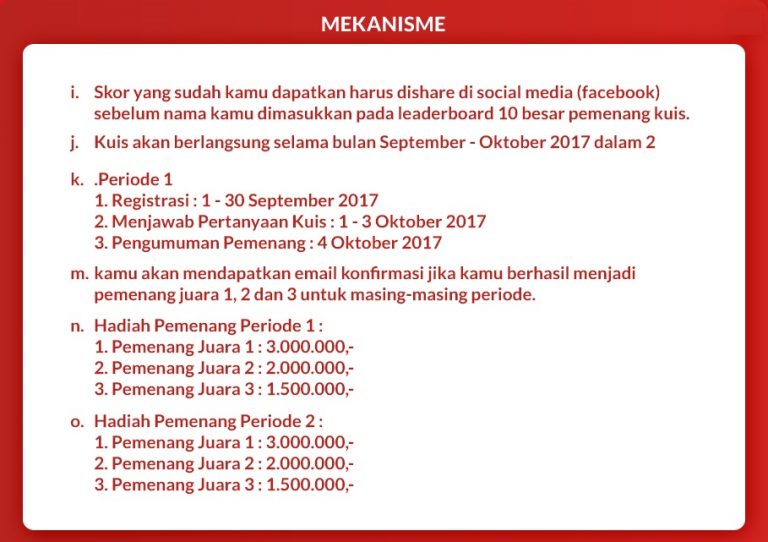 MEKANISME
i. Skor yang sudah kamu dapatkan harus dishare di social media (facebook)
sebelum nama kamu dimasukkan pada leaderboard 10 besar pemenang kuis.
j. Kuis akan berlangsung selama bulan September - Oktober 2017 dalam 2
k. .Periode 1
1. Registrasi : 1 - 30 September 2017
2. Menjawab Pertanyaan Kuis : 1 - 3 Oktober 2017
3. Pengumuman Pemenang : 4 Oktober 2017
m. kamu akan mendapatkan email konfirmasi jika kamu berhasil menjadi
pemenang juara 1, 2 dan 3 untuk masing-masing periode.
n. Hadiah Pemenang Periode 1 :
1. Pemenang Juara 1 : 3.000.000,-
2. Pemenang Juara 2 : 2.000.000,-
3. Pemenang Juara 3 : 1.500.000,-
o. Hadiah Pemenang Periode 2 :
1. Pemenang Juara 1 : 3.000.000,-
2. Pemenang Juara 2 : 2.000.000,-
3. Pemenang Juara 3 : 1.500.000,-